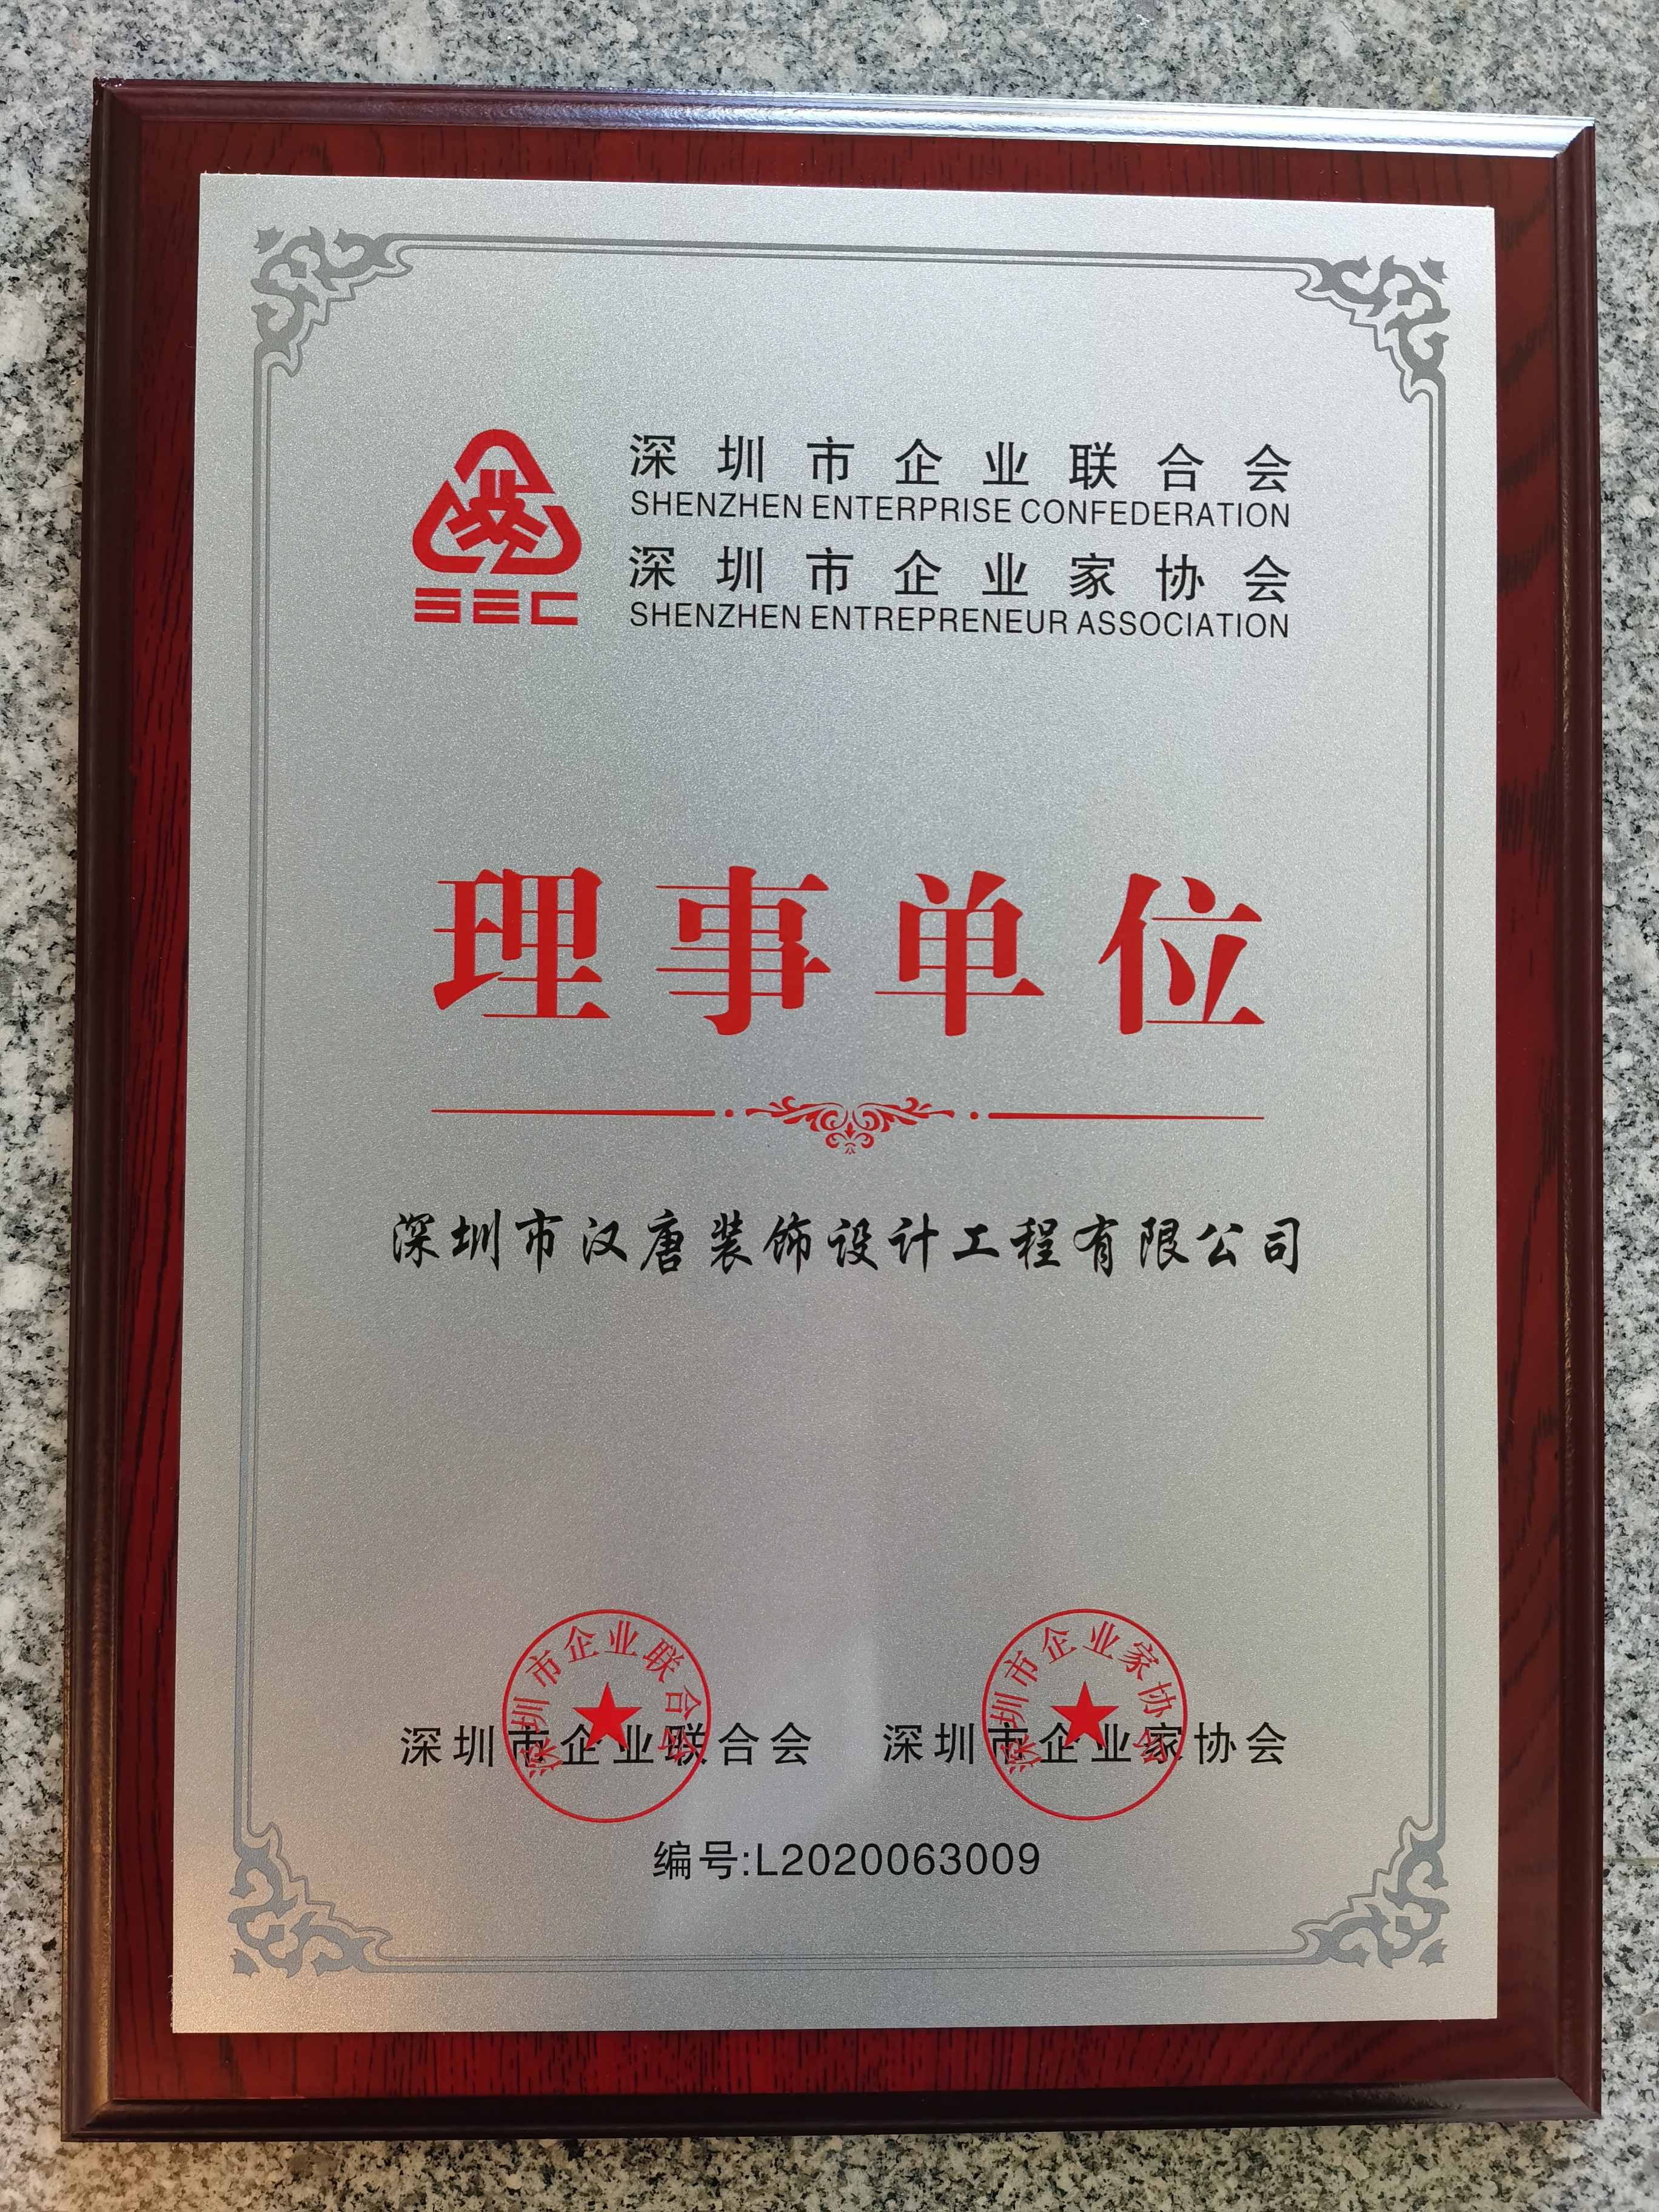 深圳市企业联合会
SHENZHEN ENTERPRISE CONFEDERATION
深圳市企业家协会
SHENZHEN ENTREPRENEUR ASSOCIATION
SEC
理事单位
深圳市汉唐装饰设计工程有限公司
深圳市企业联合会
深圳市企业家协会
深圳市企业联合会 深圳市企业家协会
编号:L2020063009